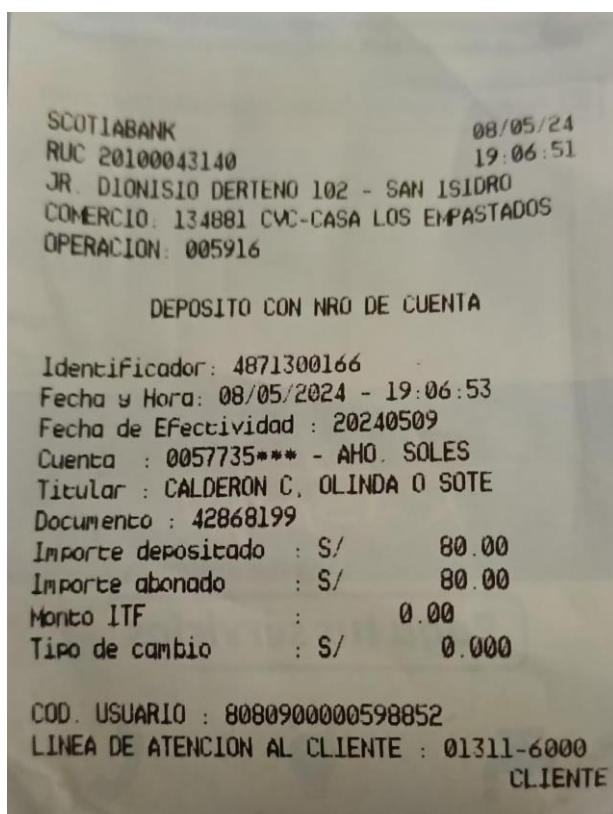 SCOTIABANK 08/05/24
RUC 20100043140 19:06:51
JR. DIONISIO DERTENO 102 - SAN ISIDRO
COMERCIO: 134881 CVC-CASA LOS EMPASTADOS
OPERACION: 005916
DEPOSITO CON NRO DE CUENTA
Identificador: 4871300166
Fecha y Hora: 08/05/2024 - 19:06:53
Fecha de Efectividad : 20240509
Cuenta : 0057735*** - AHO. SOLES
Titular : CALDERON C, OLINDA O SOTE
Documento : 42868199
Importe depositado : S/ 80.00
Importe abonado : S/ 80.00
Monto ITF : 0.00
Tipo de cambio : S/ 0.000
COD. USUARIO : 8080900000598852
LINEA DE ATENCION AL CLIENTE : 01311-6000
CLIENTE